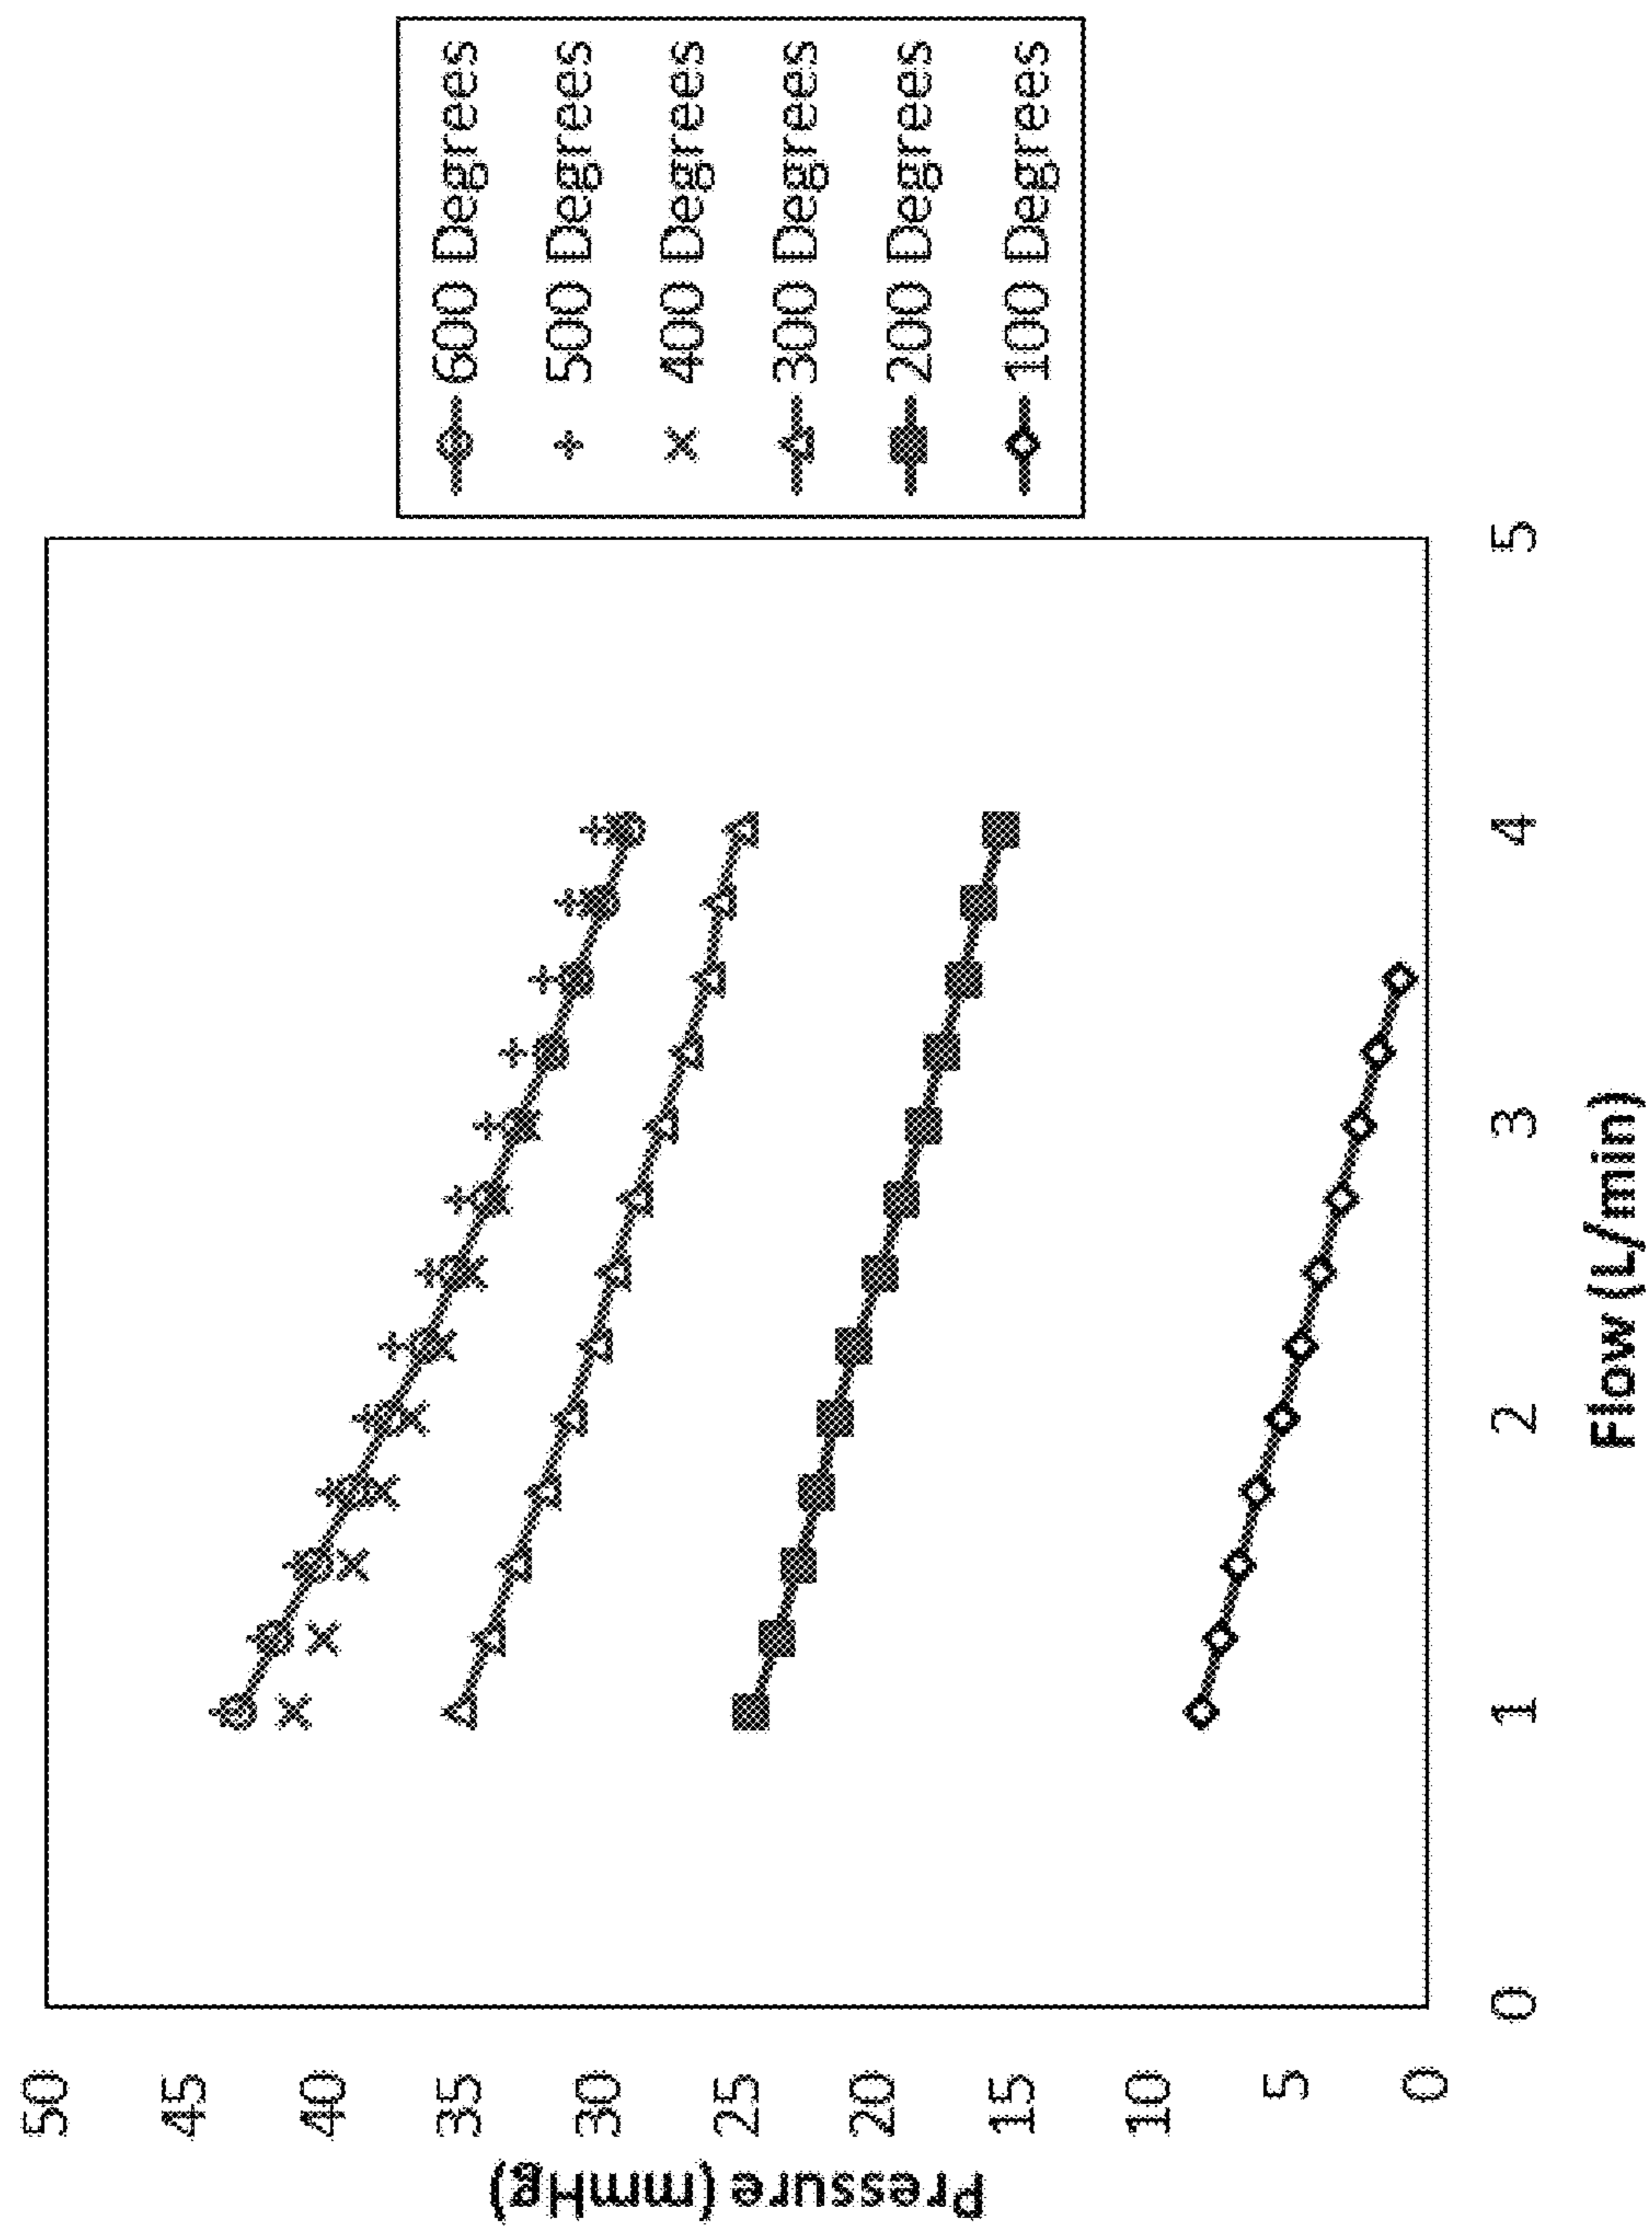 50
45
40
35
30
25
20
15
10
5
0
Pressure (mmHg)
0
1
2
3
4
5
Flow (L/min)
600 Degrees
500 Degrees
400 Degrees
300 Degrees
200 Degrees
100 Degrees